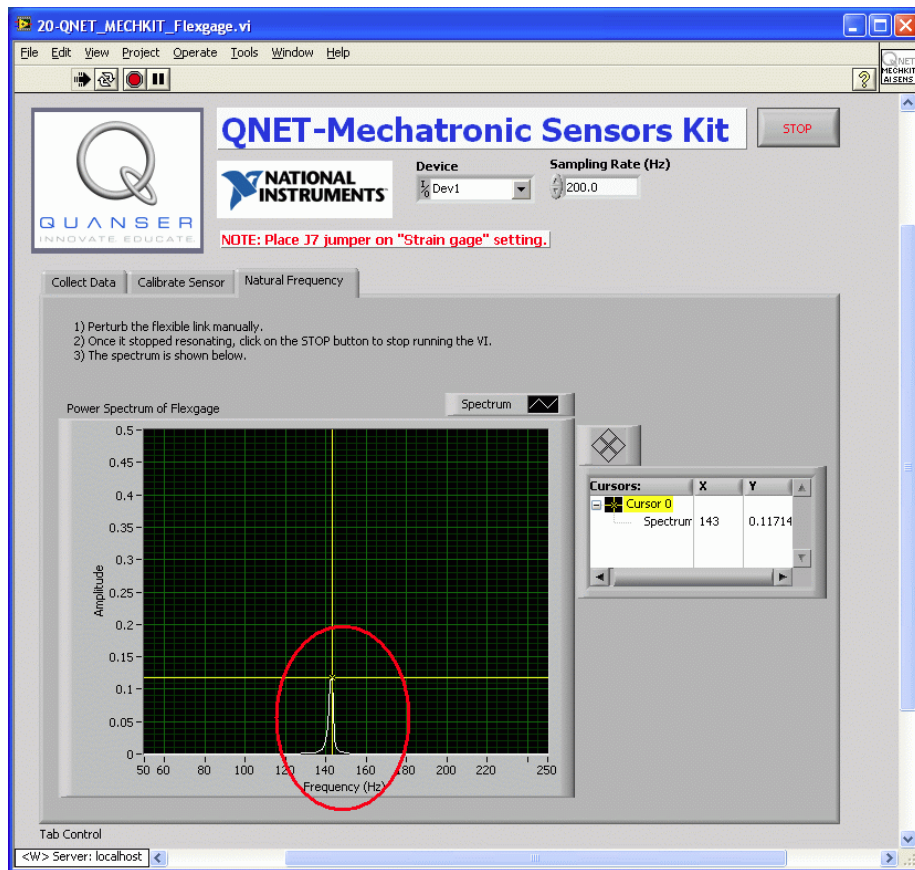 20-QNET_MECHKIT_Flexgage.vi
File Edit View Project Operate Tools Window Help
QNET
MECHKIT
AI SENS
QNET-Mechatronic Sensors Kit
STOP
QUANSER
INNOVATE EDUCATE
NATIONAL
INSTRUMENTS
Device
Dev1
Sampling Rate (Hz)
200.0
NOTE: Place J7 jumper on "Strain gage" setting.
Collect Data
Calibrate Sensor
Natural Frequency
1) Perturb the flexible link manually.
2) Once it stopped resonating, click on the STOP button to stop running the VI.
3) The spectrum is shown below.
Power Spectrum of Flexgage
Spectrum
0.5
0.45
0.4
0.35
0.3
0.25
0.2
0.15
0.1
0.05
0
Amplitude
50 60 80 100 120 140 160 180 200 220 250
Frequency (Hz)
Cursors: X Y
Cursor 0
Spectrum 143 0.11714
Tab Control
<W> Server: localhost